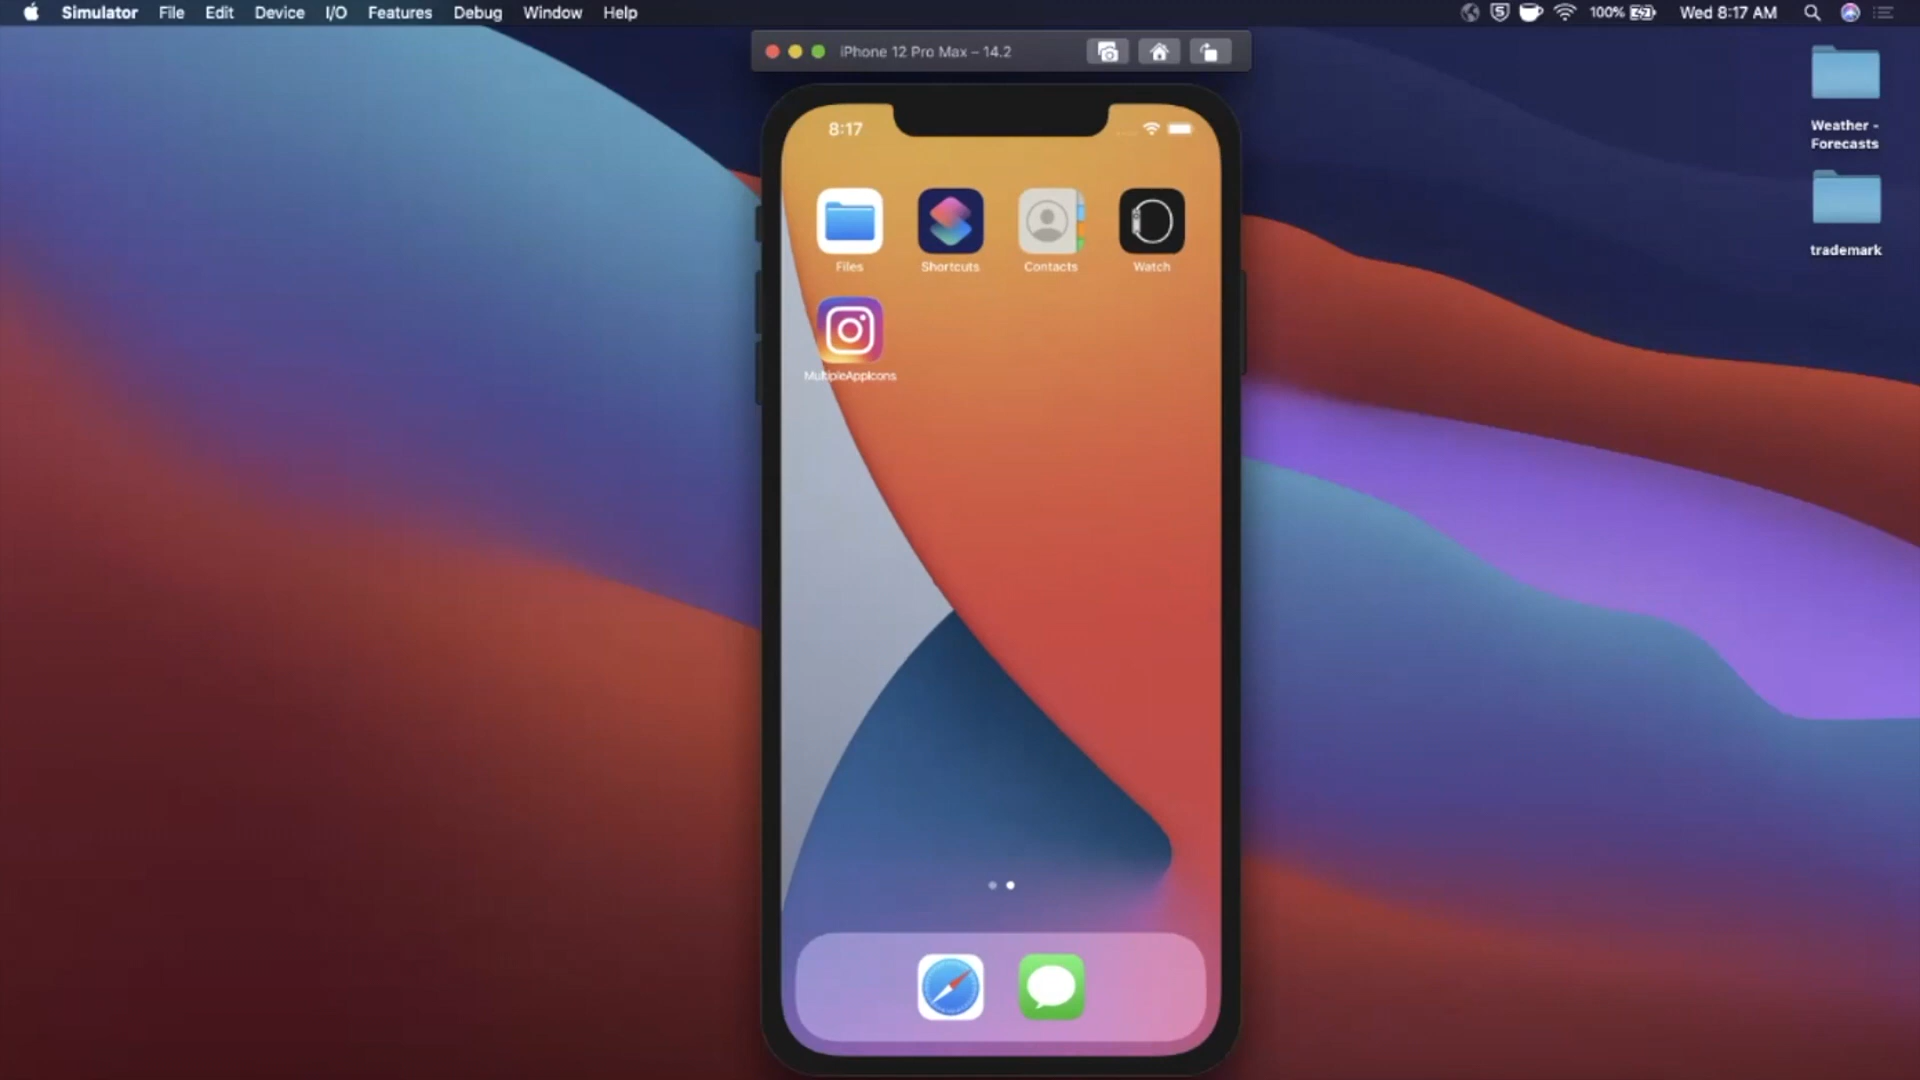 Simulator File Edit Device I/O Features Debug Window Help 100% Wed 8:17 AM
iPhone 12 Pro Max – 14.2
8:17
Files Shortcuts Contacts Watch
MultipleAppIcons
Weather -
Forecasts
trademark